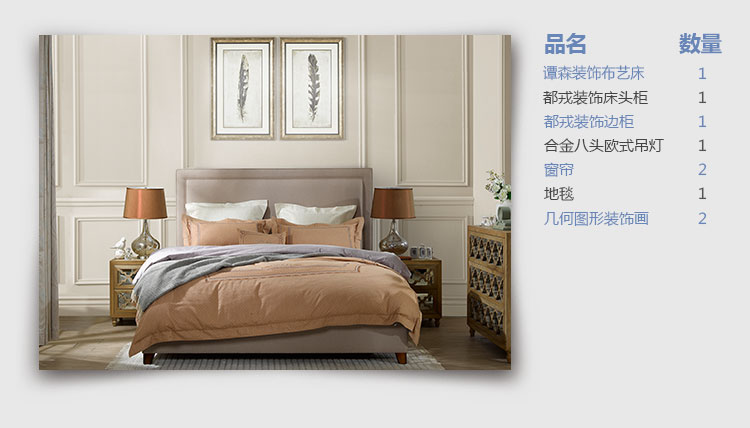 品名 数量
谭森装饰布艺床 1
都戎装饰床头柜 1
都戎装饰边柜 1
合金八头欧式吊灯 1
窗帘 2
地毯 1
几何图形装饰画 2